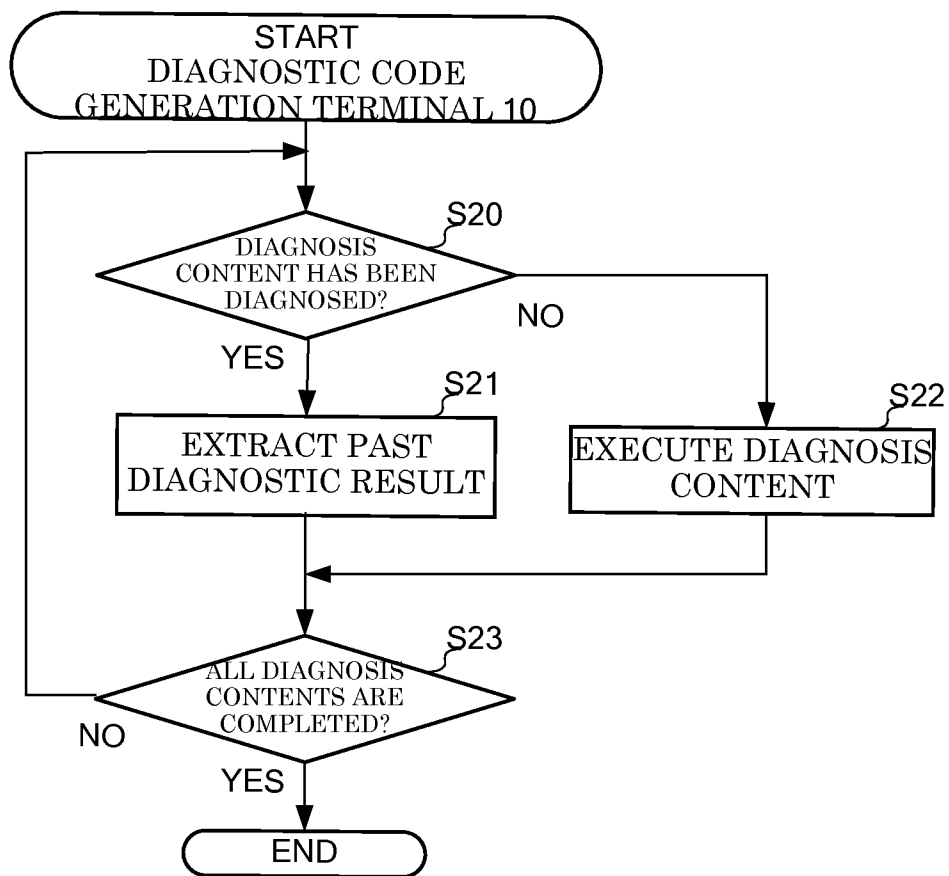 START
DIAGNOSTIC CODE
GENERATION TERMINAL 10
S20
DIAGNOSIS
CONTENT HAS BEEN
DIAGNOSED?
NO
YES
S21
EXTRACT PAST
DIAGNOSTIC RESULT
S22
EXECUTE DIAGNOSIS
CONTENT
S23
ALL DIAGNOSIS
CONTENTS ARE
COMPLETED?
NO
YES
END